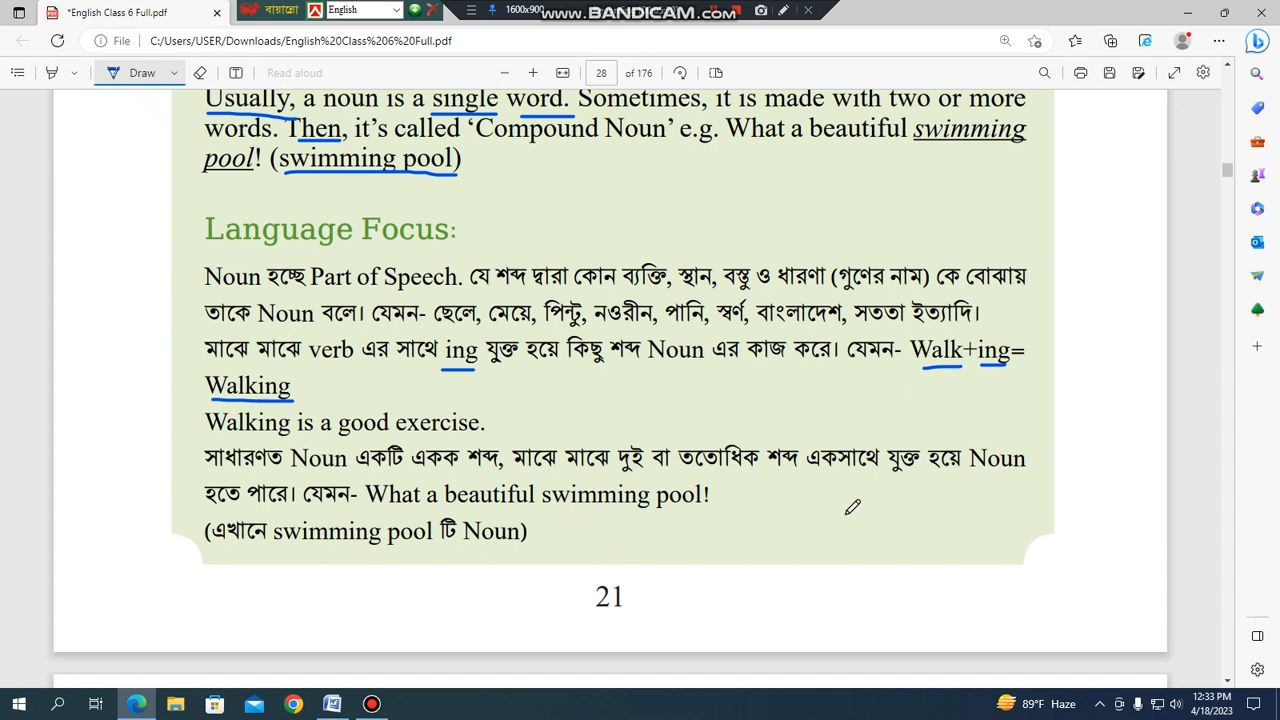 *English Class 6 Full.pdf
বায়ান্নো
English
1600x900
www.BANDICAM.com
File
C:/Users/USER/Downloads/English%20Class%206%20Full.pdf
Draw
Read aloud
28
of 176
Usually, a noun is a single word. Sometimes, it is made with two or more
words. Then, it's called 'Compound Noun' e.g. What a beautiful swimming
pool! (swimming pool)
Language Focus:
Noun হচ্ছে Part of Speech. যে শব্দ দ্বারা কোন ব্যক্তি, স্থান, বস্তু ও ধারণা (গুণের নাম) কে বোঝায়
তাকে Noun বলে। যেমন- ছেলে, মেয়ে, পিন্টু, নওরীন, পানি, স্বর্ণ, বাংলাদেশ, সততা ইত্যাদি।
মাঝে মাঝে verb এর সাথে ing যুক্ত হয়ে কিছু শব্দ Noun এর কাজ করে। যেমন- Walk+ing=
Walking
Walking is a good exercise.
সাধারণত Noun একটি একক শব্দ, মাঝে মাঝে দুই বা ততোধিক শব্দ একসাথে যুক্ত হয়ে Noun
হতে পারে। যেমন- What a beautiful swimming pool!
(এখানে swimming pool টি Noun)
21
89°F Haze
12:33 PM
4/18/2023